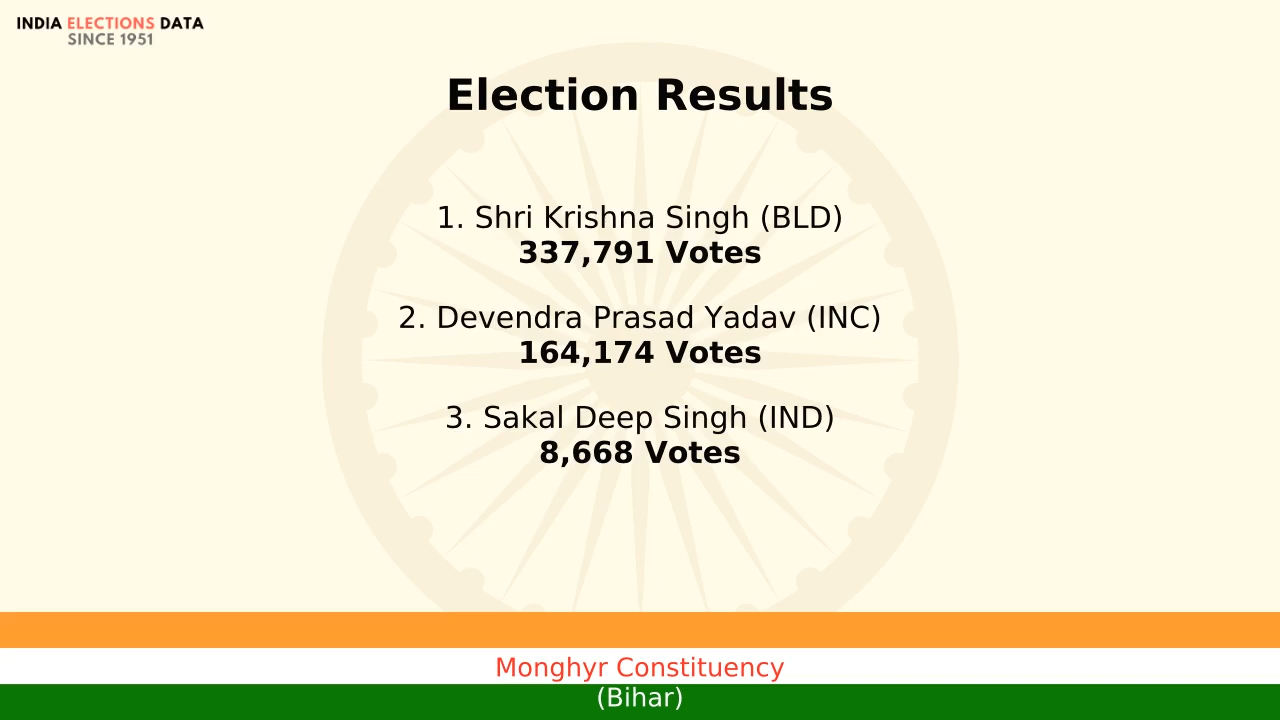 INDIA ELECTIONS DATA
SINCE 1951
Election Results
1. Shri Krishna Singh (BLD)
337,791 Votes
2. Devendra Prasad Yadav (INC)
164,174 Votes
3. Sakal Deep Singh (IND)
8,668 Votes
Monghyr Constituency
(Bihar)